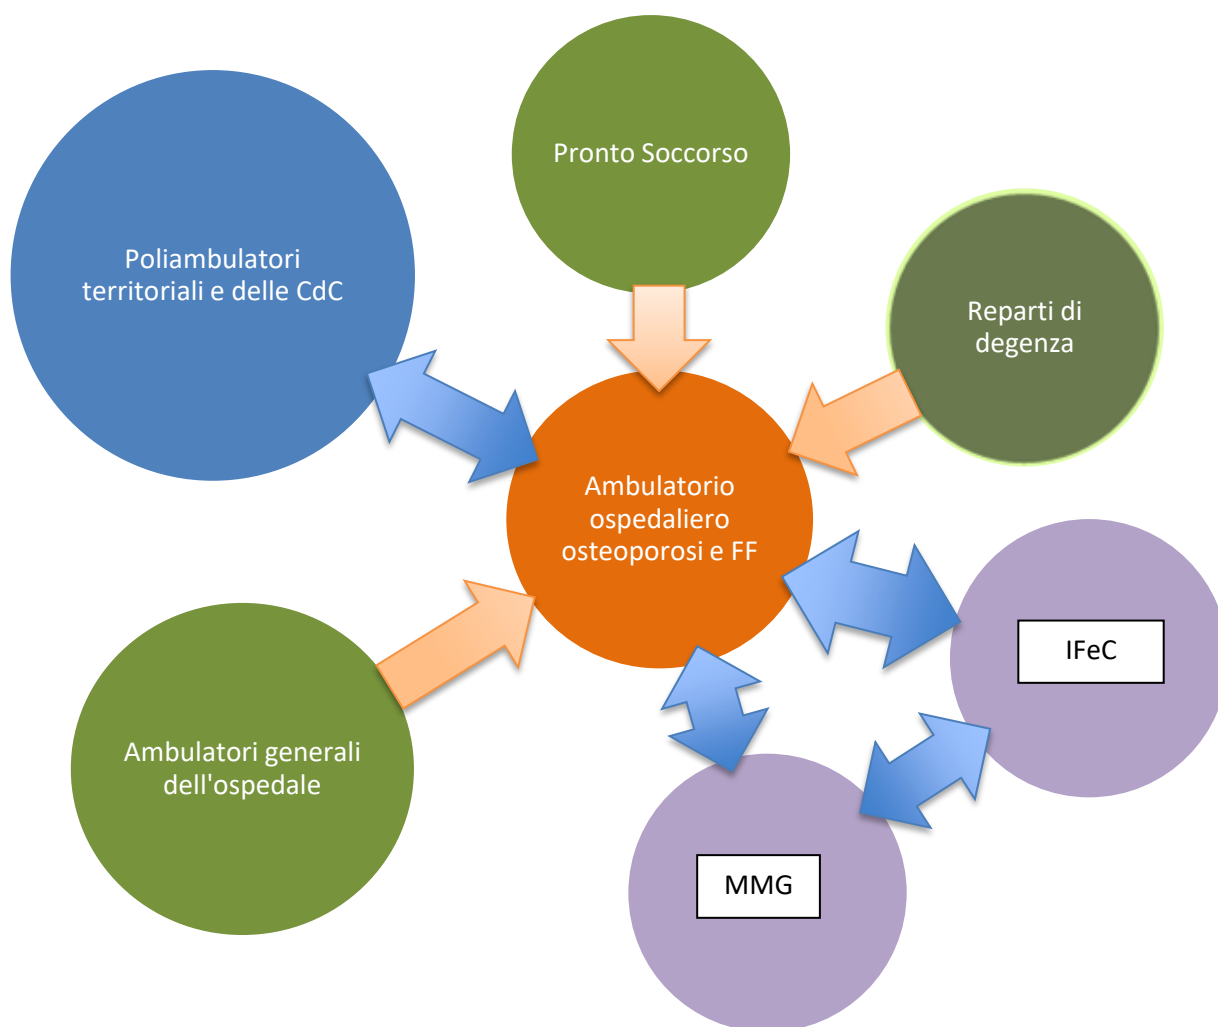 Pronto Soccorso
Poliambulatori
territoriali e delle CdC
Reparti di
degenza
Ambulatorio
ospedaliero
osteoporosi e FF
IFeC
Ambulatori generali
dell'ospedale
MMG